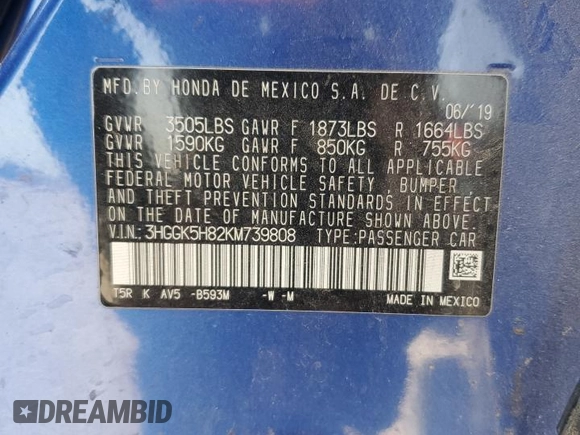 MFD.BY HONDA DE MEXICO S.A. DE C.V.
06/'19
GVWR 3505LBS GAWR F 1873LBS R 1664LBS
GVWR 1590KG GAWR F 850KG R 755KG
THIS VEHICLE CONFORMS TO ALL APPLICABLE
FEDERAL MOTOR VEHICLE SAFETY, BUMPER
AND THEFT PREVENTION STANDARDS IN EFFECT
ON THE DATE OF MANUFACTURE SHOWN ABOVE.
V.I.N.: 3HGGK5H82KM739808 TYPE:PASSENGER CAR
T5R K AV5 -B593M -W -M
MADE IN MEXICO
DREAMBID